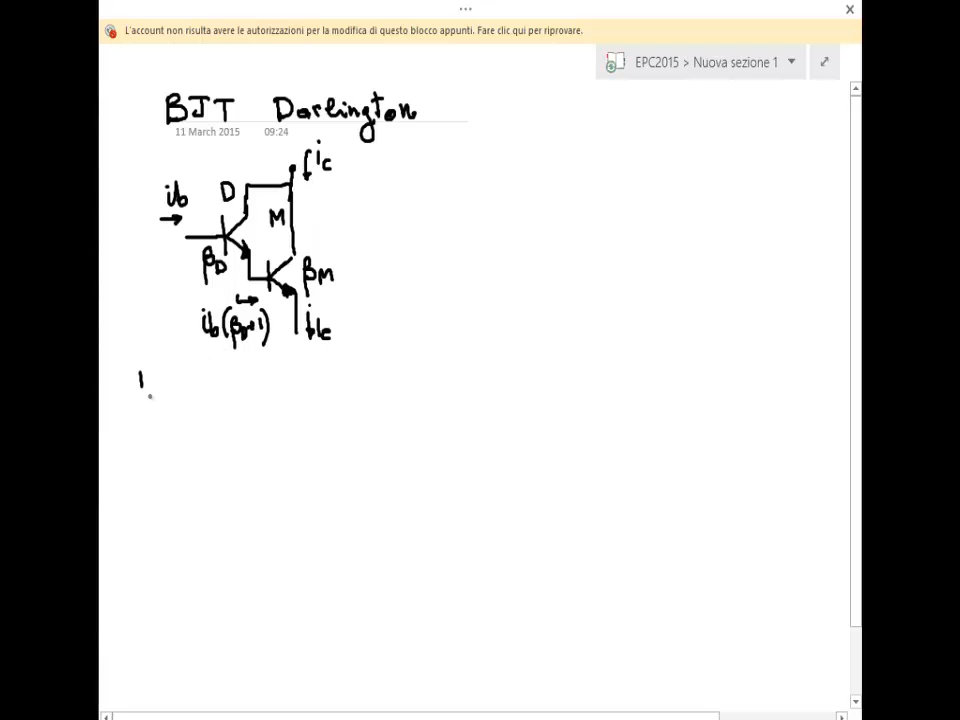 L'account non risulta avere le autorizzazioni per la modifica di questo blocco appunti. Fare clic qui per riprovare.
EPC2015 > Nuova sezione 1
BJT Darlington
11 March 2015 09:24
ic
ib D
M
βD
βM
ib(βD+1)